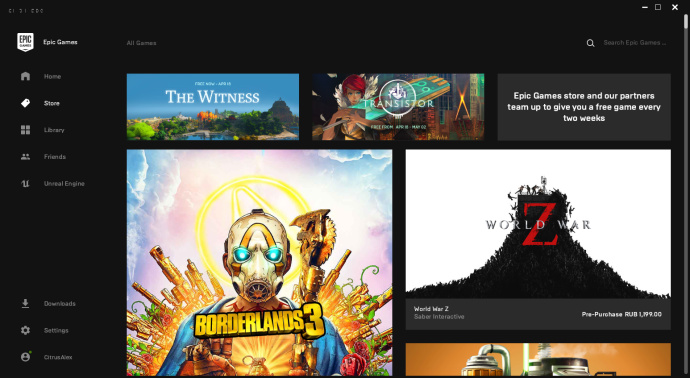 EPIC
GAMES
Epic Games
All Games
Search Epic Games ...
Home
Store
Library
Friends
Unreal Engine
Downloads
Settings
CitrusAlex
FREE NOW - APR 18
THE WITNESS
TRANSISTOR
FREE FROM: APR 18 - MAY 02
Epic Games store and our partners
team up to give you a free game every
two weeks
BORDERLANDS 3
WORLD WAR
Z
World War Z
Saber Interactive
Pre-Purchase RUB 1,199.00